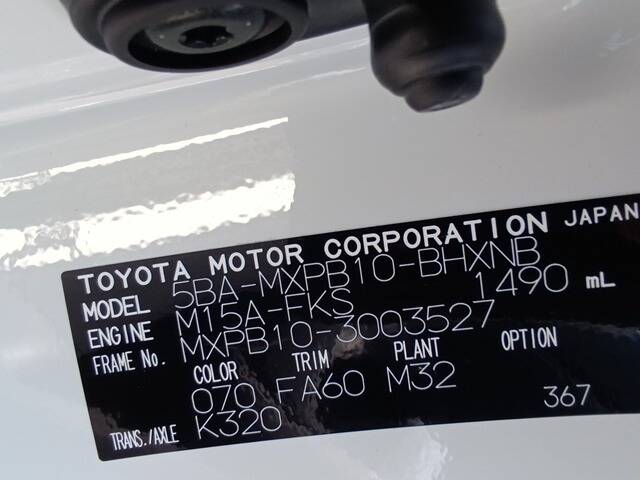 TOYOTA MOTOR CORPORATION JAPAN
MODEL 5BA-MXPB10-BHXNB
ENGINE M15A-FKS 1490 mL
FRAME No. MXPB10-3003527
COLOR TRIM PLANT OPTION
070 FA60 M32
TRANS./AXLE K320 367